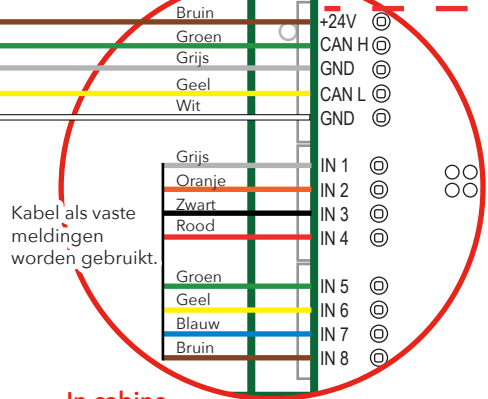 Bruin +24V
Groen CAN H
Grijs GND
Geel CAN L
Wit GND
Grijs IN 1
Oranje IN 2
Zwart IN 3
Rood IN 4
Kabel als vaste
meldingen
worden gebruikt.
Groen IN 5
Geel IN 6
Blauw IN 7
Bruin IN 8
In cabine